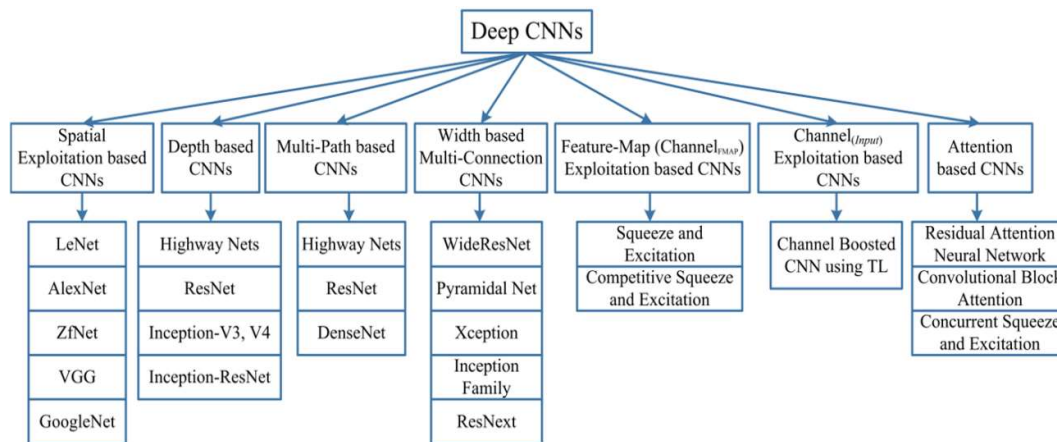 Deep CNNs
Spatial
Exploitation based
CNNs
Depth based
CNNs
Multi-Path based
CNNs
Width based
Multi-Connection
CNNs
Feature-Map (Channel_FMAP)
Exploitation based CNNs
Channel_(Input)
Exploitation based
CNNs
Attention
based CNNs
LeNet
AlexNet
ZfNet
VGG
GoogleNet
Highway Nets
ResNet
Inception-V3, V4
Inception-ResNet
Highway Nets
ResNet
DenseNet
WideResNet
Pyramidal Net
Xception
Inception
Family
ResNext
Squeeze and
Excitation
Competitive Squeeze
and Excitation
Channel Boosted
CNN using TL
Residual Attention
Neural Network
Convolutional Block
Attention
Concurrent Squeeze
and Excitation